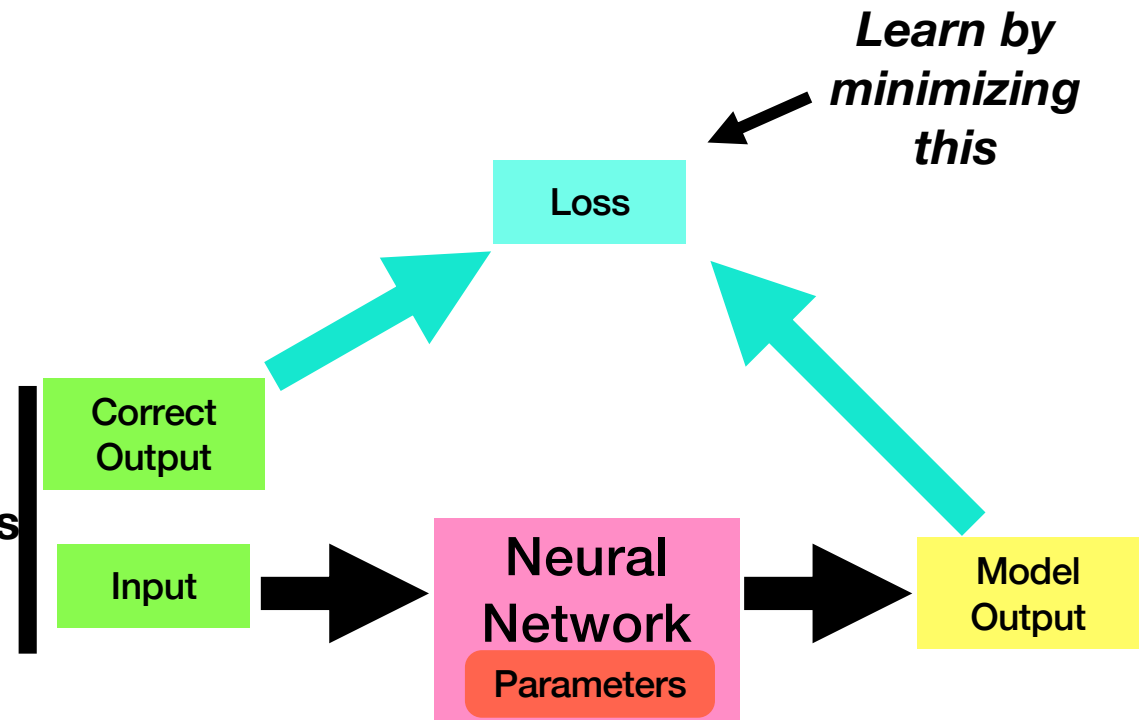 Learn by
minimizing
this
Loss
Correct
Output
Input
Neural
Network
Parameters
Model
Output